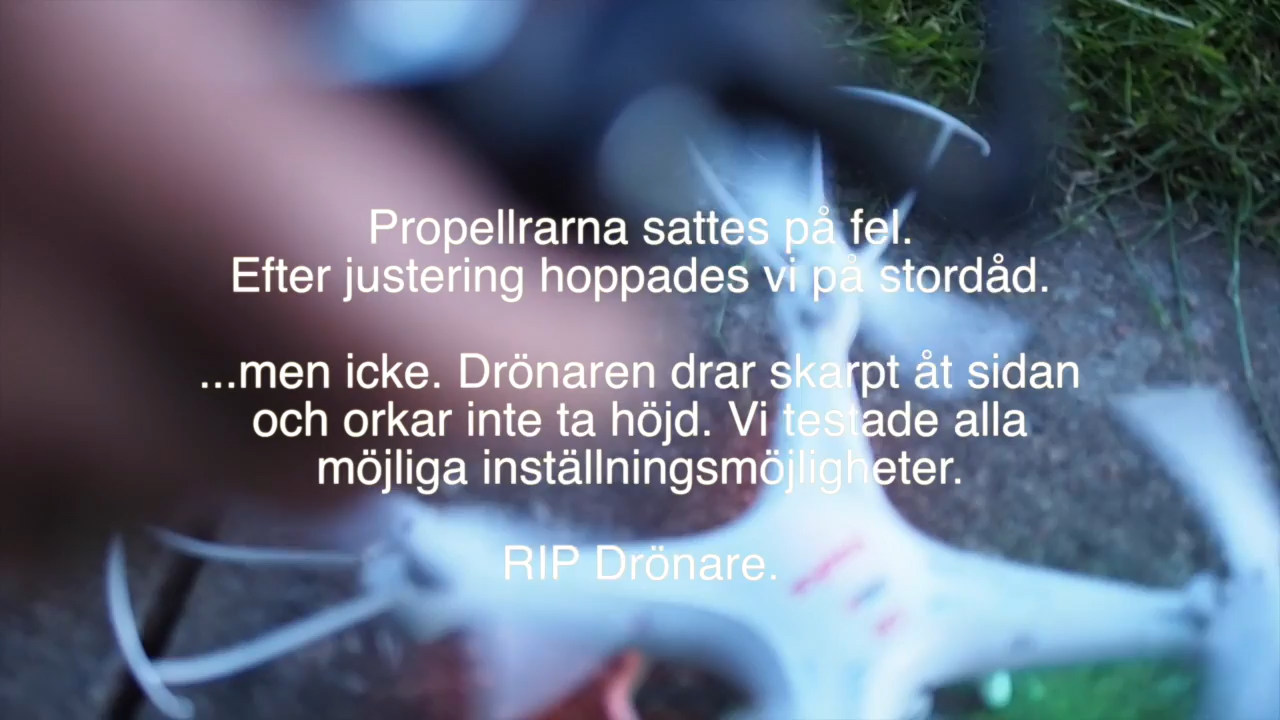 Propellrarna sattes på fel.
Efter justering hoppades vi på stordåd.
...men icke. Drönaren drar skarpt åt sidan
och orkar inte ta höjd. Vi testade alla
möjliga inställningsmöjligheter.
RIP Drönare.